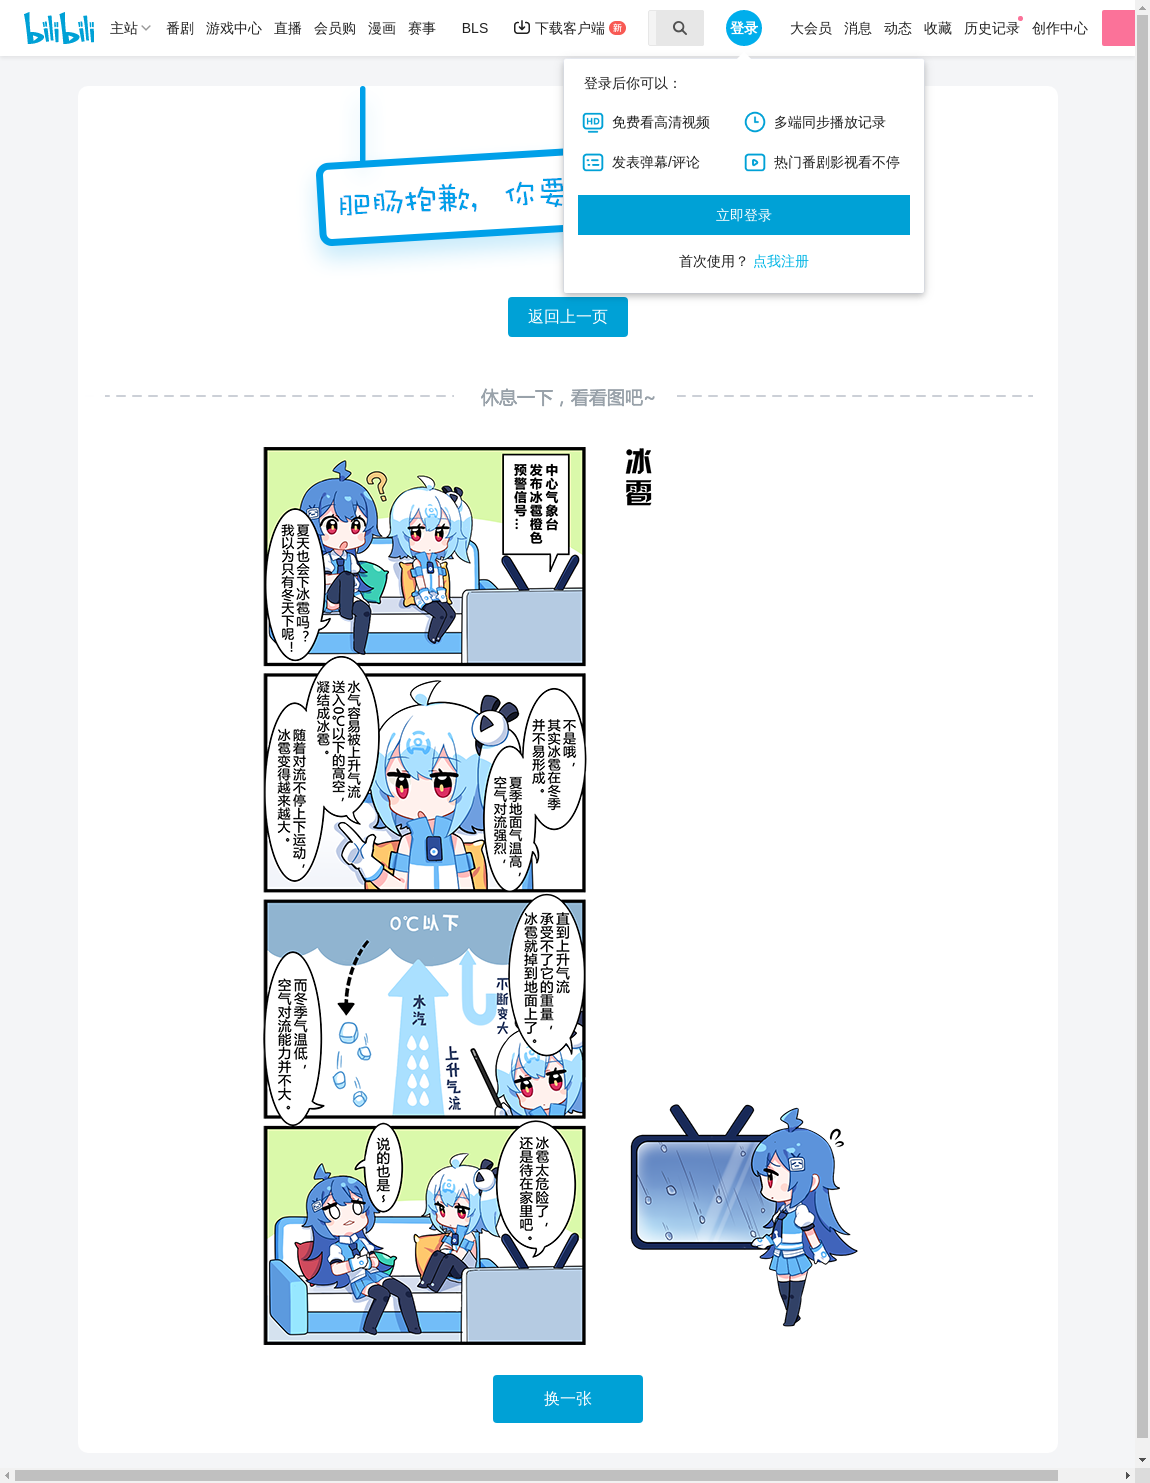 bilibili
主站 番剧 游戏中心 直播 会员购 漫画 赛事 BLS 下载客户端 新 登录 大会员 消息 动态 收藏 历史记录 创作中心
登录后你可以：
免费看高清视频 多端同步播放记录
发表弹幕/评论 热门番剧影视看不停
立即登录
首次使用？ 点我注册
肥肠抱歉，你要
返回上一页
休息一下，看看图吧~
冰雹
中心气象台
发布冰雹橙色
预警信号…
夏天也会下冰雹吗？
我以为只有冬天下呢！
不是哦，
其实冰雹在冬季
并不易形成。
夏季地面气温高，
空气对流强烈，
水气容易被上升气流
送入0℃以下的高空，
凝结成冰雹。
随着对流不停上下运动，
冰雹变得越来越大。
0℃以下
水汽
上升气流
不断变大
直到上升气流
承受不了它的重量，
冰雹就掉到地面上了。
而冬季气温低，
空气对流能力并不大。
冰雹太危险了，
还是待在家里吧。
说的也是~
换一张